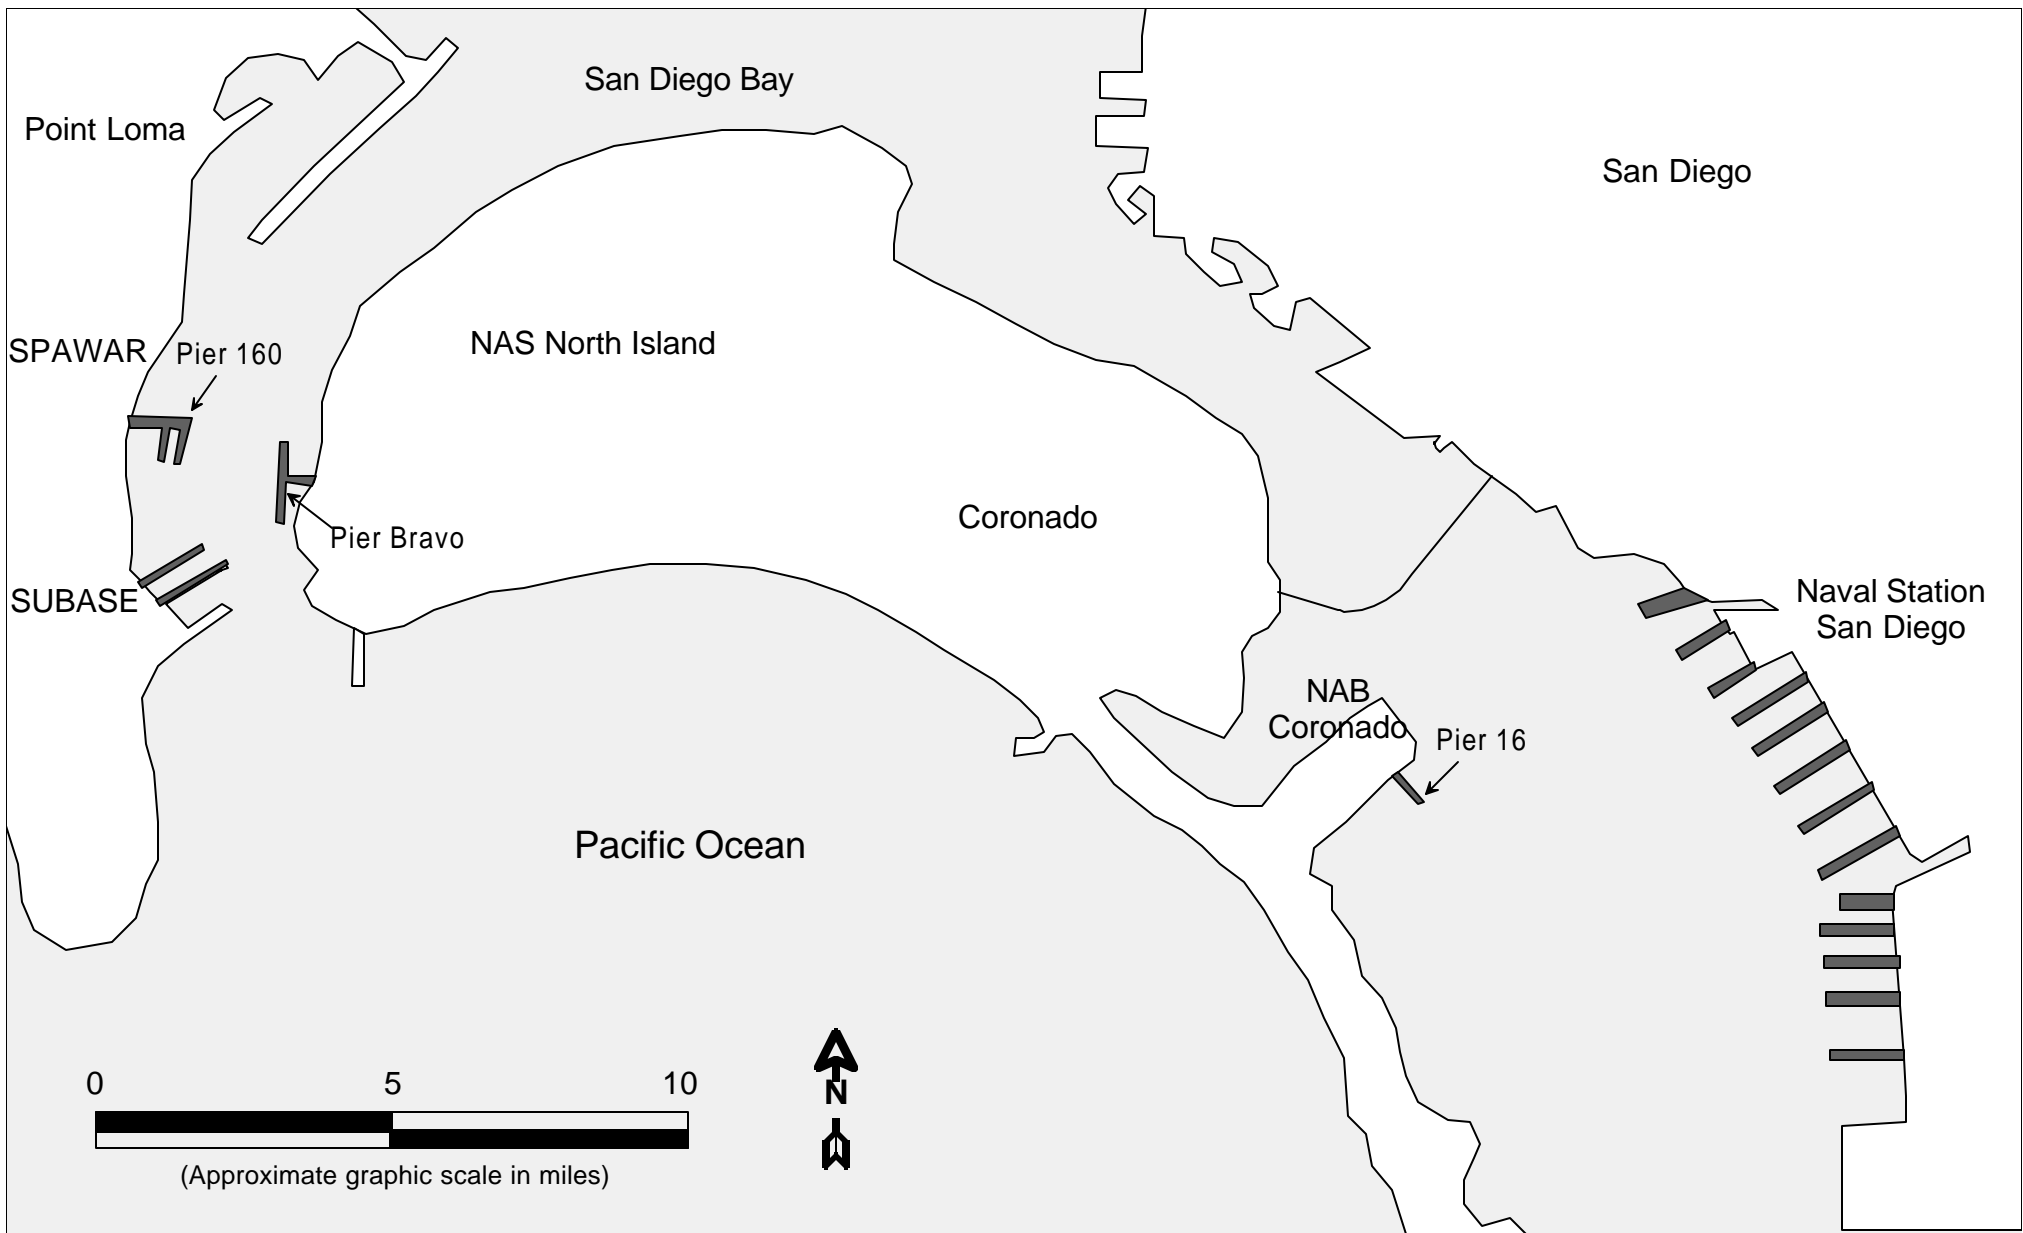 San Diego Bay
Point Loma
San Diego
SPAWAR
Pier 160
NAS North Island
Coronado
Pier Bravo
SUBASE
Naval Station
San Diego
NAB
Coronado
Pier 16
Pacific Ocean
0 5 10
(Approximate graphic scale in miles)
N